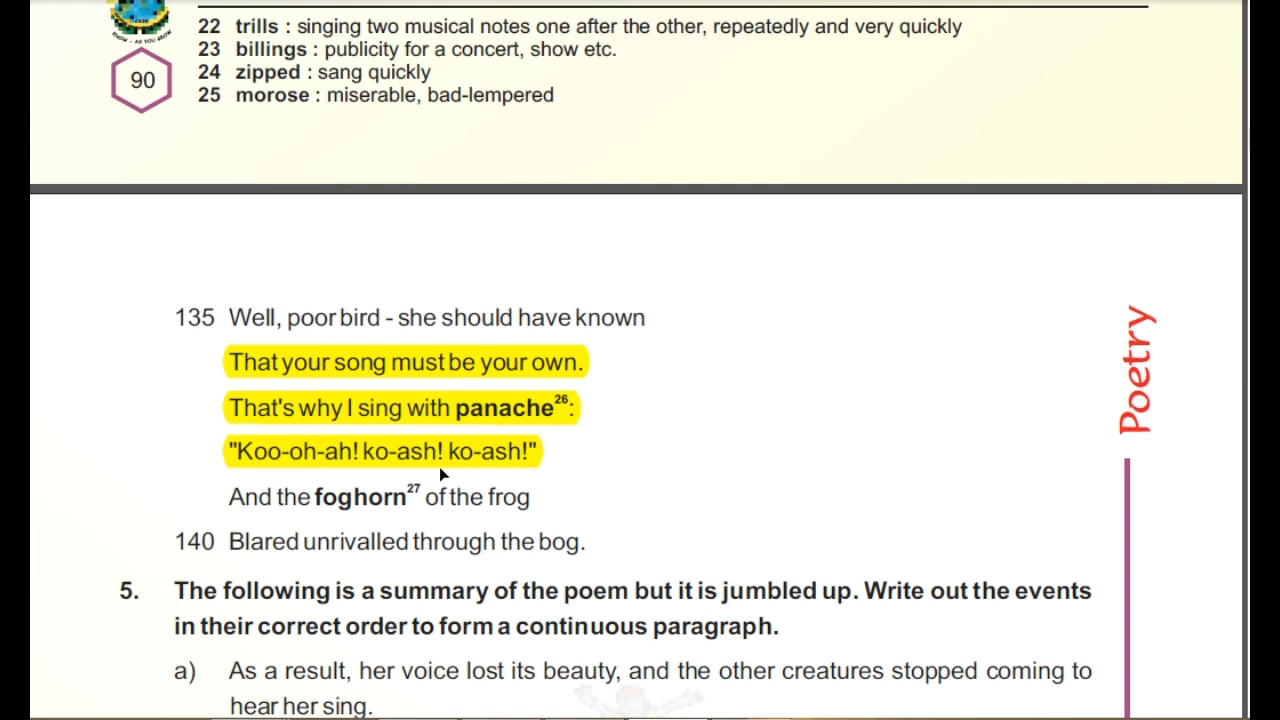 22 trills : singing two musical notes one after the other, repeatedly and very quickly
23 billings : publicity for a concert, show etc.
24 zipped : sang quickly
25 morose : miserable, bad-lempered
90
135 Well, poor bird - she should have known
That your song must be your own.
That's why I sing with panache26:
"Koo-oh-ah! ko-ash! ko-ash!"
And the foghorn27 of the frog
140 Blared unrivalled through the bog.
Poetry
5. The following is a summary of the poem but it is jumbled up. Write out the events
in their correct order to form a continuous paragraph.
a) As a result, her voice lost its beauty, and the other creatures stopped coming to
hear her sing.